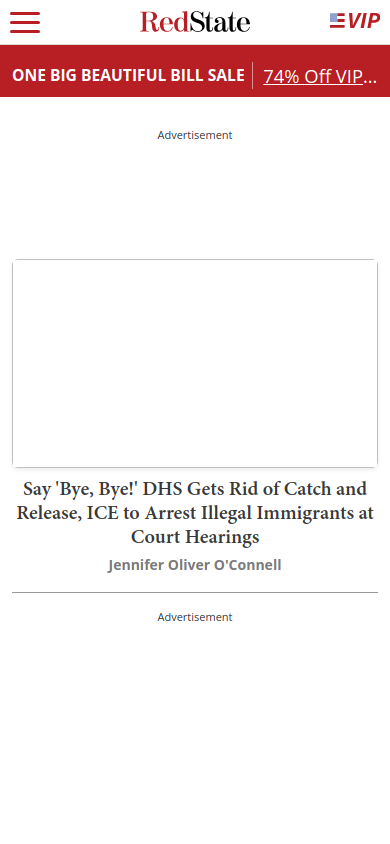 RedState
VIP
ONE BIG BEAUTIFUL BILL SALE
74% Off VIP...
Advertisement
Say 'Bye, Bye!' DHS Gets Rid of Catch and
Release, ICE to Arrest Illegal Immigrants at
Court Hearings
Jennifer Oliver O'Connell
Advertisement